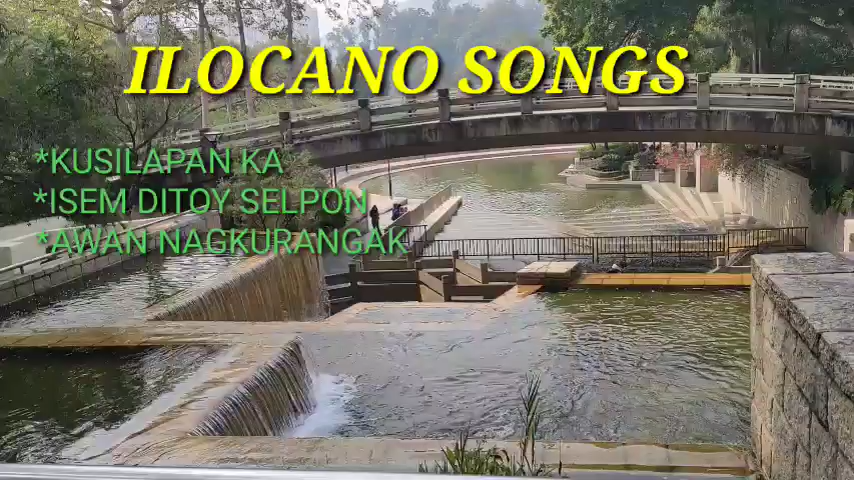 ILOCANO SONGS
*KUSILAPAN KA
*ISEM DITOY SELPON
*AWAN NAGKURANGAK